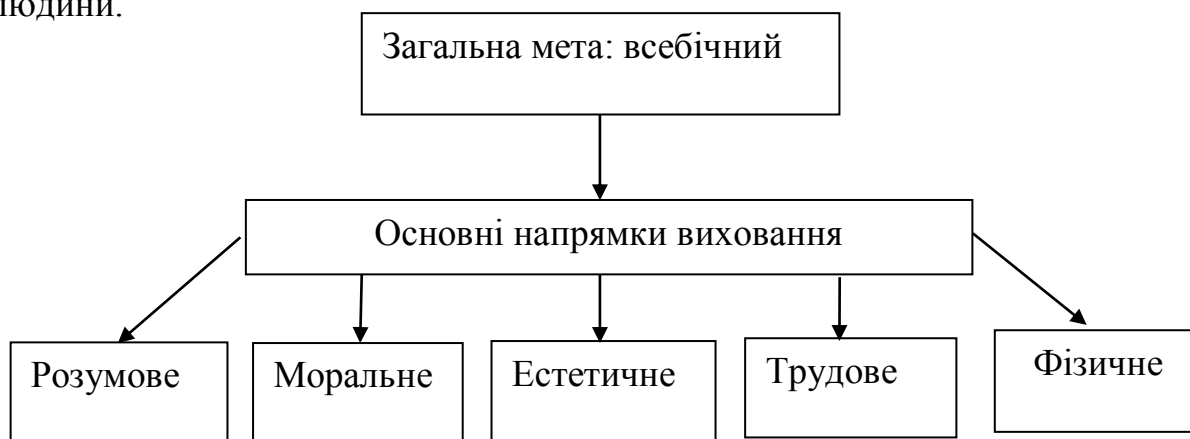 людини.
Загальна мета: всебічний
Основні напрямки виховання
Розумове
Моральне
Естетичне
Трудове
Фізичне